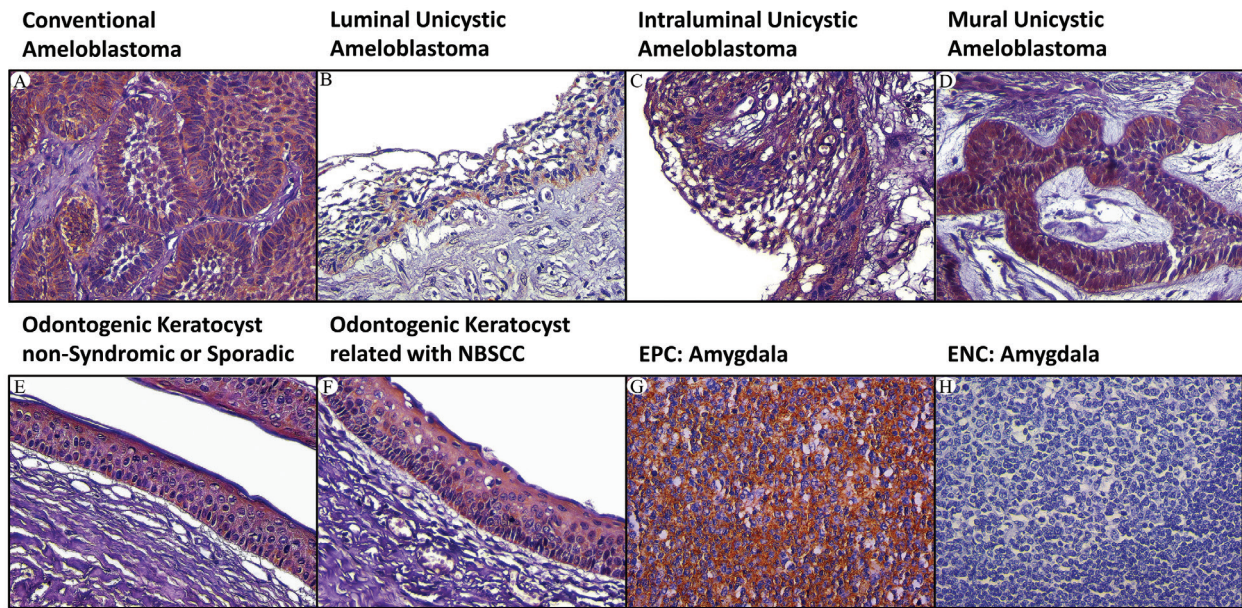 Conventional
Ameloblastoma
Luminal Unicystic
Ameloblastoma
Intraluminal Unicystic
Ameloblastoma
Mural Unicystic
Ameloblastoma
A
B
C
D
Odontogenic Keratocyst
non-Syndromic or Sporadic
Odontogenic Keratocyst
related with NBSCC
EPC: Amygdala
ENC: Amygdala
E
F
G
H